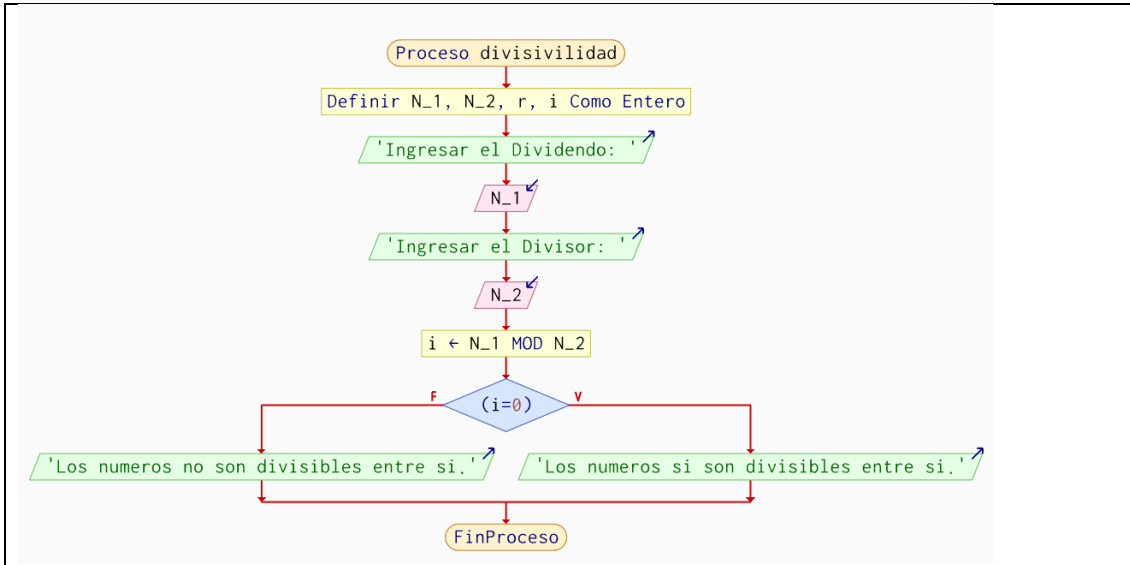 Proceso divisivilidad
Definir N_1, N_2, r, i Como Entero
'Ingresar el Dividendo: '
N_1
'Ingresar el Divisor: '
N_2
i ← N_1 MOD N_2
F
(i=0)
V
'Los numeros no son divisibles entre si.'
'Los numeros si son divisibles entre si.'
FinProceso